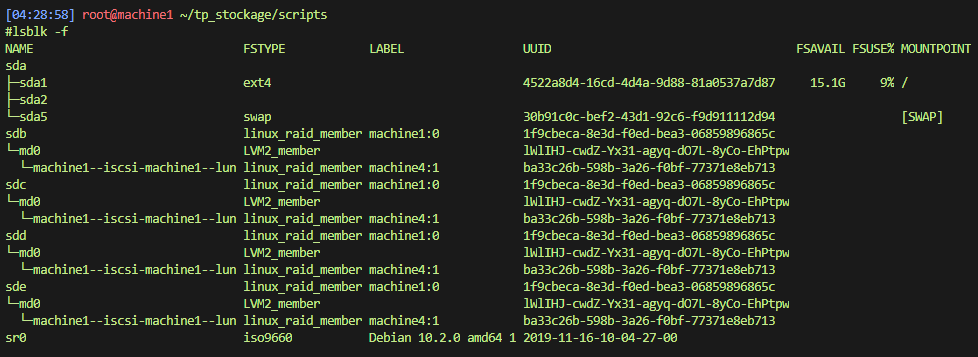 [04:28:58] root@machine1 ~/tp_stockage/scripts
#lsblk -f
NAME FSTYPE LABEL UUID FSAVAIL FSUSE% MOUNTPOINT
sda
├─sda1 ext4 4522a8d4-16cd-4d4a-9d88-81a0537a7d87 15.1G 9% /
├─sda2
└─sda5 swap 30b91c0c-bef2-43d1-92c6-f9d911112d94 [SWAP]
sdb linux_raid_member machine1:0 1f9cbeca-8e3d-f0ed-bea3-06859896865c
└─md0 LVM2_member lWlIHJ-cwdZ-Yx31-agyq-dO7L-8yCo-EhPtpw
└─machine1--iscsi-machine1--lun linux_raid_member machine4:1 ba33c26b-598b-3a26-f0bf-77371e8eb713
sdc linux_raid_member machine1:0 1f9cbeca-8e3d-f0ed-bea3-06859896865c
└─md0 LVM2_member lWlIHJ-cwdZ-Yx31-agyq-dO7L-8yCo-EhPtpw
└─machine1--iscsi-machine1--lun linux_raid_member machine4:1 ba33c26b-598b-3a26-f0bf-77371e8eb713
sdd linux_raid_member machine1:0 1f9cbeca-8e3d-f0ed-bea3-06859896865c
└─md0 LVM2_member lWlIHJ-cwdZ-Yx31-agyq-dO7L-8yCo-EhPtpw
└─machine1--iscsi-machine1--lun linux_raid_member machine4:1 ba33c26b-598b-3a26-f0bf-77371e8eb713
sde linux_raid_member machine1:0 1f9cbeca-8e3d-f0ed-bea3-06859896865c
└─md0 LVM2_member lWlIHJ-cwdZ-Yx31-agyq-dO7L-8yCo-EhPtpw
└─machine1--iscsi-machine1--lun linux_raid_member machine4:1 ba33c26b-598b-3a26-f0bf-77371e8eb713
sr0 iso9660 Debian 10.2.0 amd64 1 2019-11-16-10-04-27-00